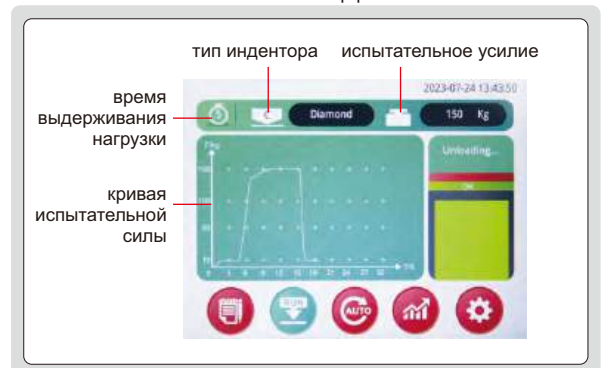 тип индентора
испытательное усилие
2023-07-24 13:43:50
время
выдерживания
нагрузки
5
Diamond
150 Kg
Unloading...
кривая
испытательной
силы
RUN
AUTO